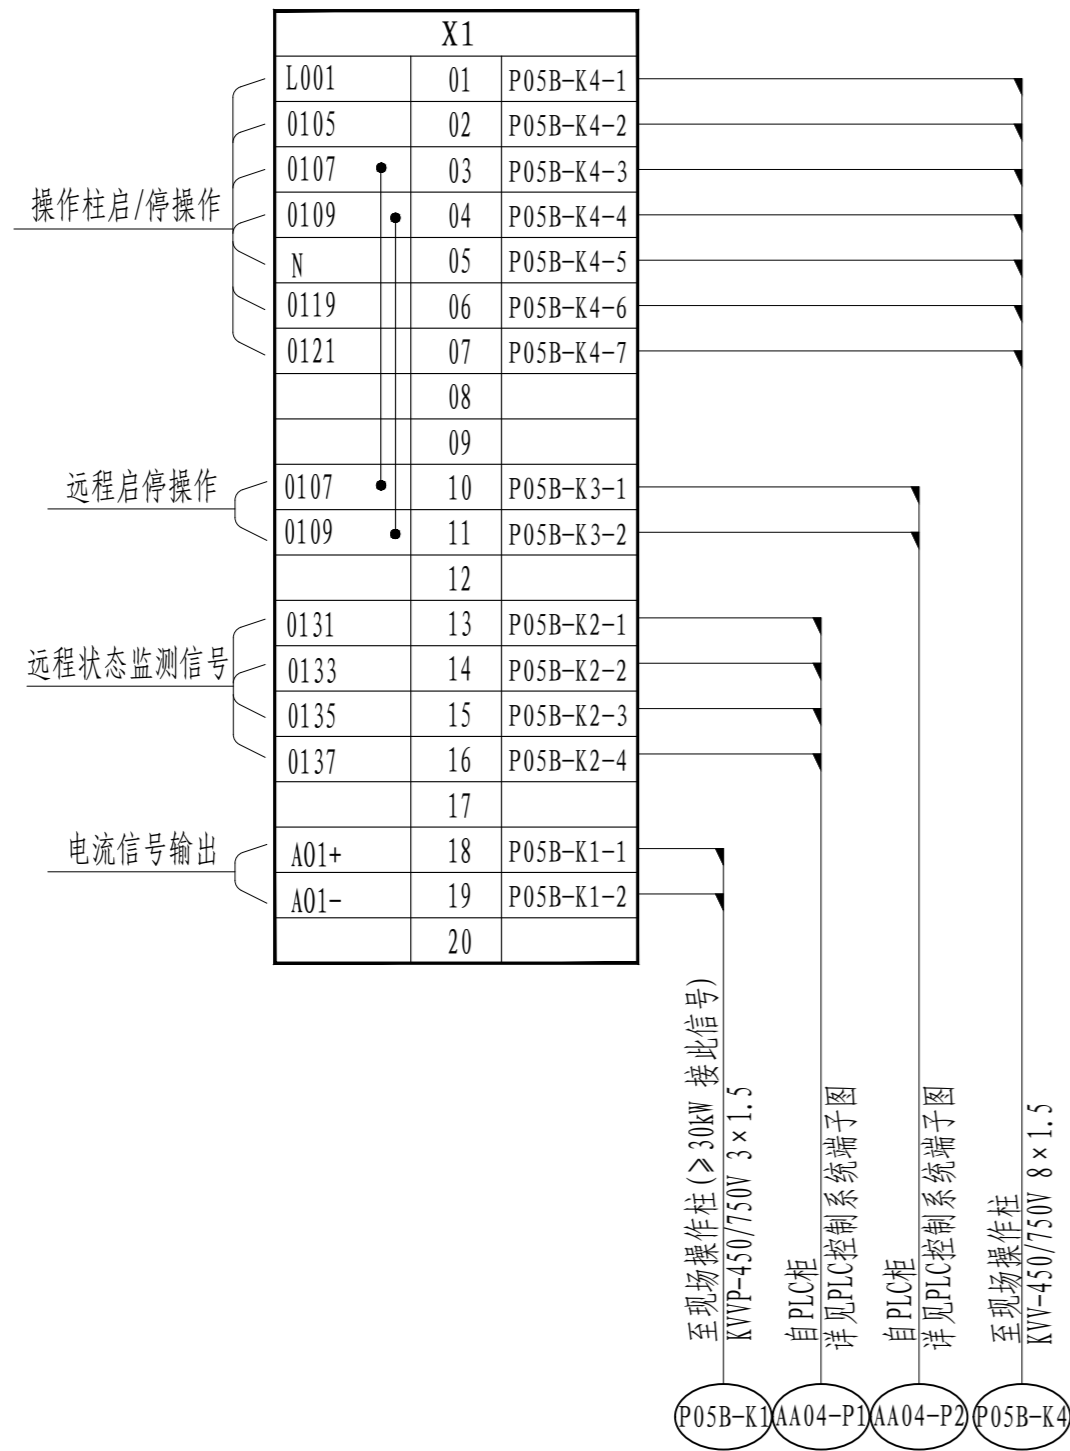 X1
L001 01 P05B-K4-1
0105 02 P05B-K4-2
0107 03 P05B-K4-3
操作柱启/停操作
0109 04 P05B-K4-4
N 05 P05B-K4-5
0119 06 P05B-K4-6
0121 07 P05B-K4-7
08
09
远程启停操作
0107 10 P05B-K3-1
0109 11 P05B-K3-2
12
0131 13 P05B-K2-1
远程状态监测信号
0133 14 P05B-K2-2
0135 15 P05B-K2-3
0137 16 P05B-K2-4
17
电流信号输出
A01+ 18 P05B-K1-1
A01- 19 P05B-K1-2
20
至现场操作柱(≥30kW 接此信号)
KVVP-450/750V 3×1.5
自PLC柜
详见PLC控制系统端子图
自PLC柜
详见PLC控制系统端子图
至现场操作柱
KVV-450/750V 8×1.5
P05B-K1
AA04-P1
AA04-P2
P05B-K4